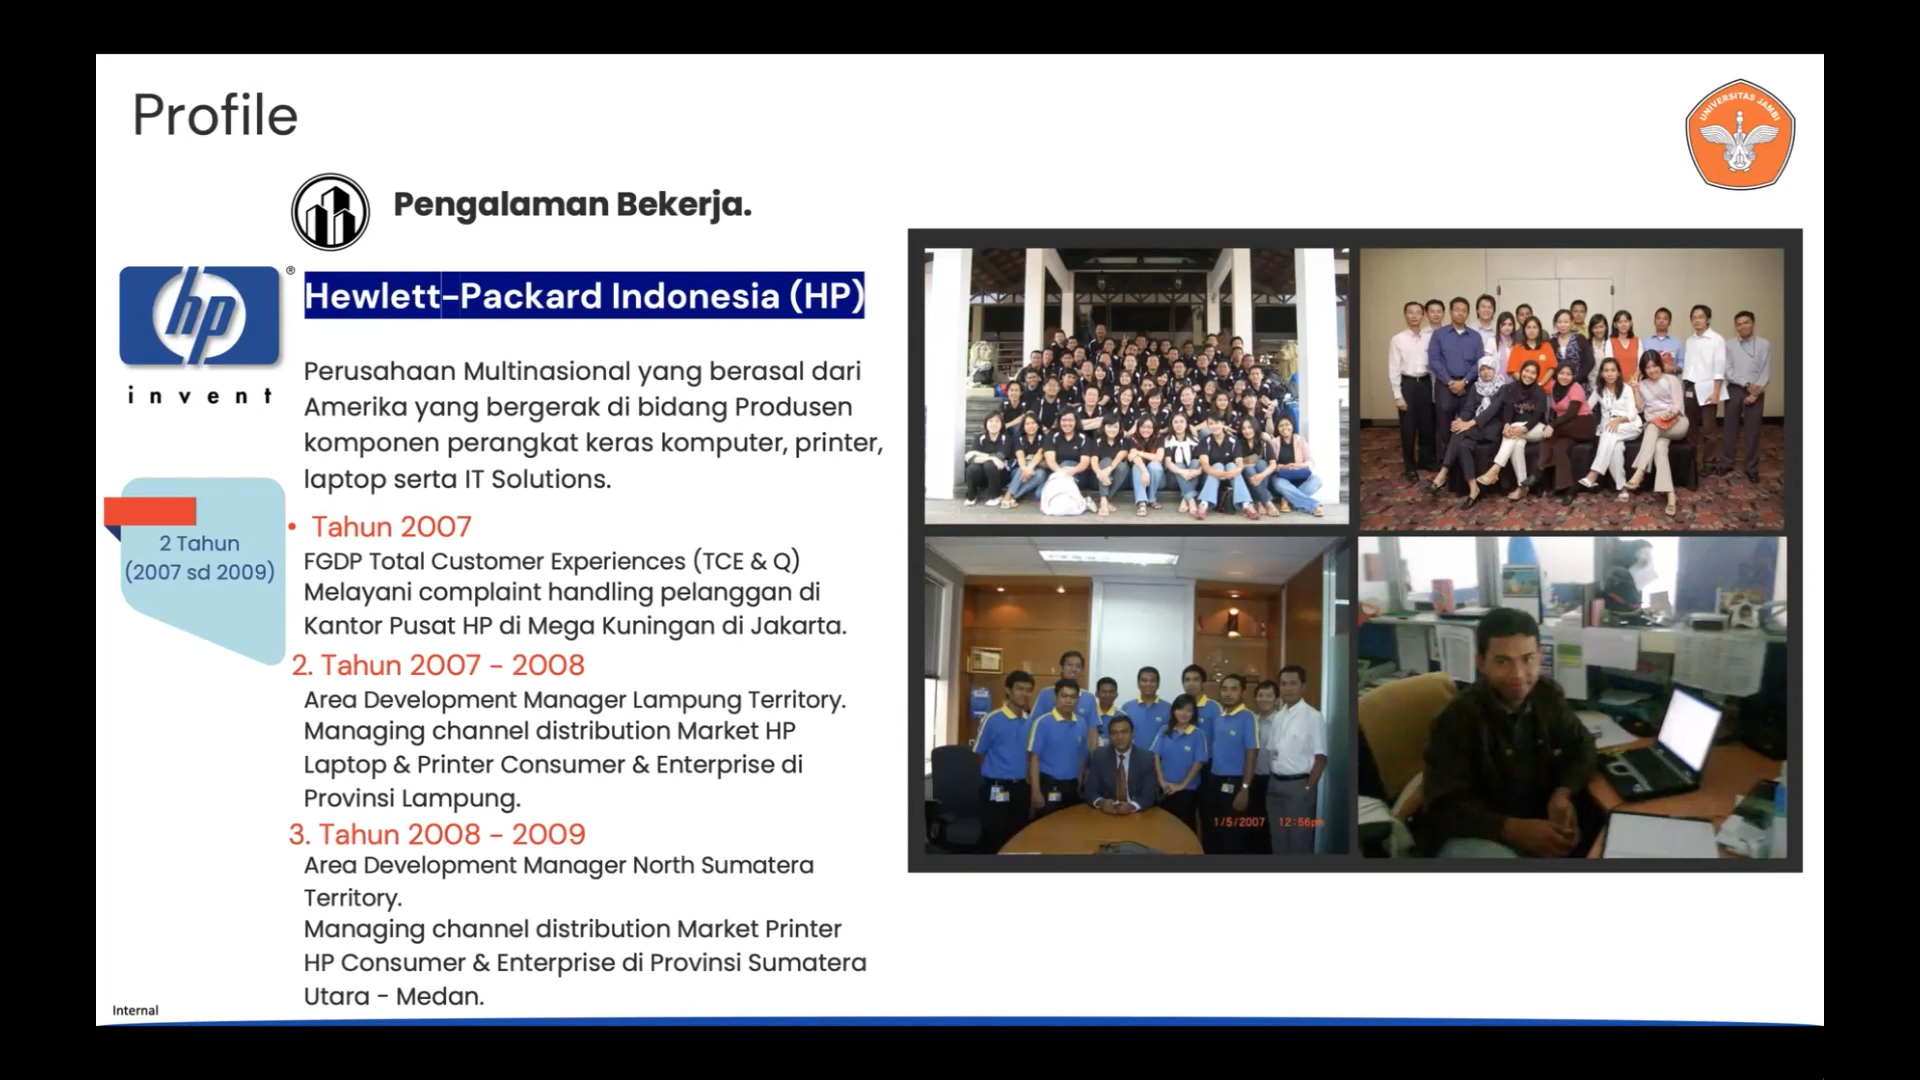 Profile
UNIVERSITAS JAMBI
Pengalaman Bekerja.
hp
®
invent
Hewlett-Packard Indonesia (HP)
Perusahaan Multinasional yang berasal dari
Amerika yang bergerak di bidang Produsen
komponen perangkat keras komputer, printer,
laptop serta IT Solutions.
2 Tahun
(2007 sd 2009)
• Tahun 2007
FGDP Total Customer Experiences (TCE & Q)
Melayani complaint handling pelanggan di
Kantor Pusat HP di Mega Kuningan di Jakarta.
2. Tahun 2007 - 2008
Area Development Manager Lampung Territory.
Managing channel distribution Market HP
Laptop & Printer Consumer & Enterprise di
Provinsi Lampung.
3. Tahun 2008 - 2009
Area Development Manager North Sumatera
Territory.
Managing channel distribution Market Printer
HP Consumer & Enterprise di Provinsi Sumatera
Utara - Medan.
1/5/2007 12:56pm
Internal